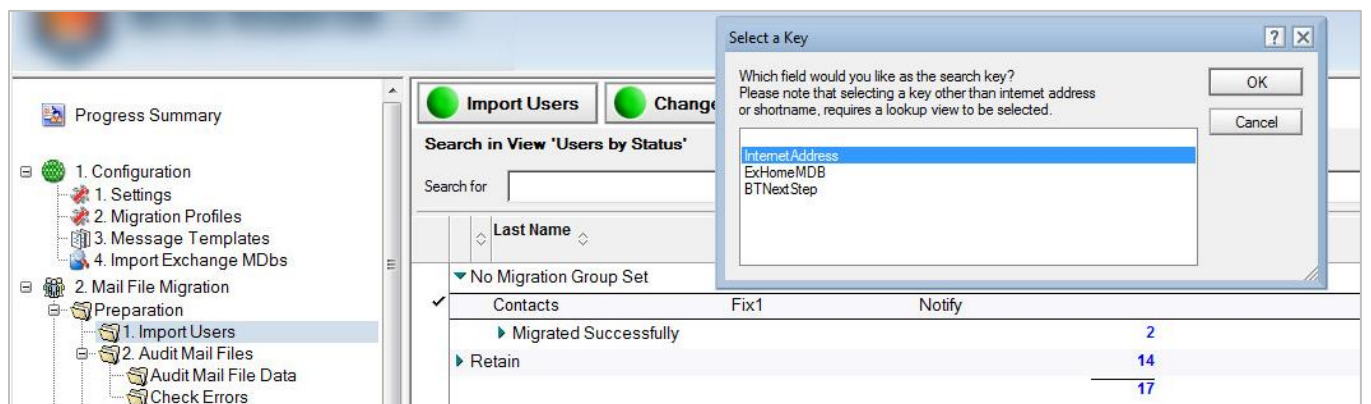 Select a Key
Which field would you like as the search key?
Please note that selecting a key other than internet address
or shortname, requires a lookup view to be selected.
OK
Cancel
InternetAddress
ExHomeMDB
BTNextStep
Progress Summary
1. Configuration
1. Settings
2. Migration Profiles
3. Message Templates
4. Import Exchange MDbs
2. Mail File Migration
Preparation
1. Import Users
2. Audit Mail Files
Audit Mail File Data
Check Errors
Import Users
Change
Search in View 'Users by Status'
Search for
Last Name
No Migration Group Set
Contacts Fix1 Notify
Migrated Successfully 2
Retain 14
17